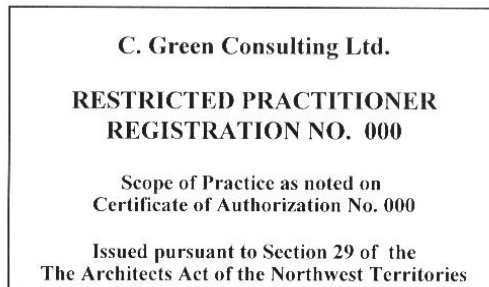 C. Green Consulting Ltd.
RESTRICTED PRACTITIONER
REGISTRATION NO. 000
Scope of Practice as noted on
Certificate of Authorization No. 000
Issued pursuant to Section 29 of the
The Architects Act of the Northwest Territories